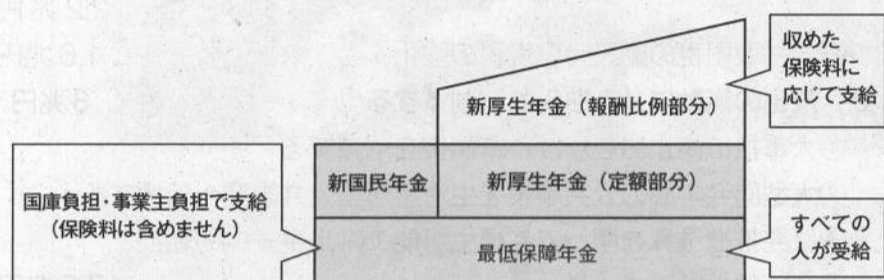 収めた
保険料に
応じて支給
新厚生年金（報酬比例部分）
新国民年金
新厚生年金（定額部分）
国庫負担・事業主負担で支給
（保険料は含めません）
最低保障年金
すべての
人が受給